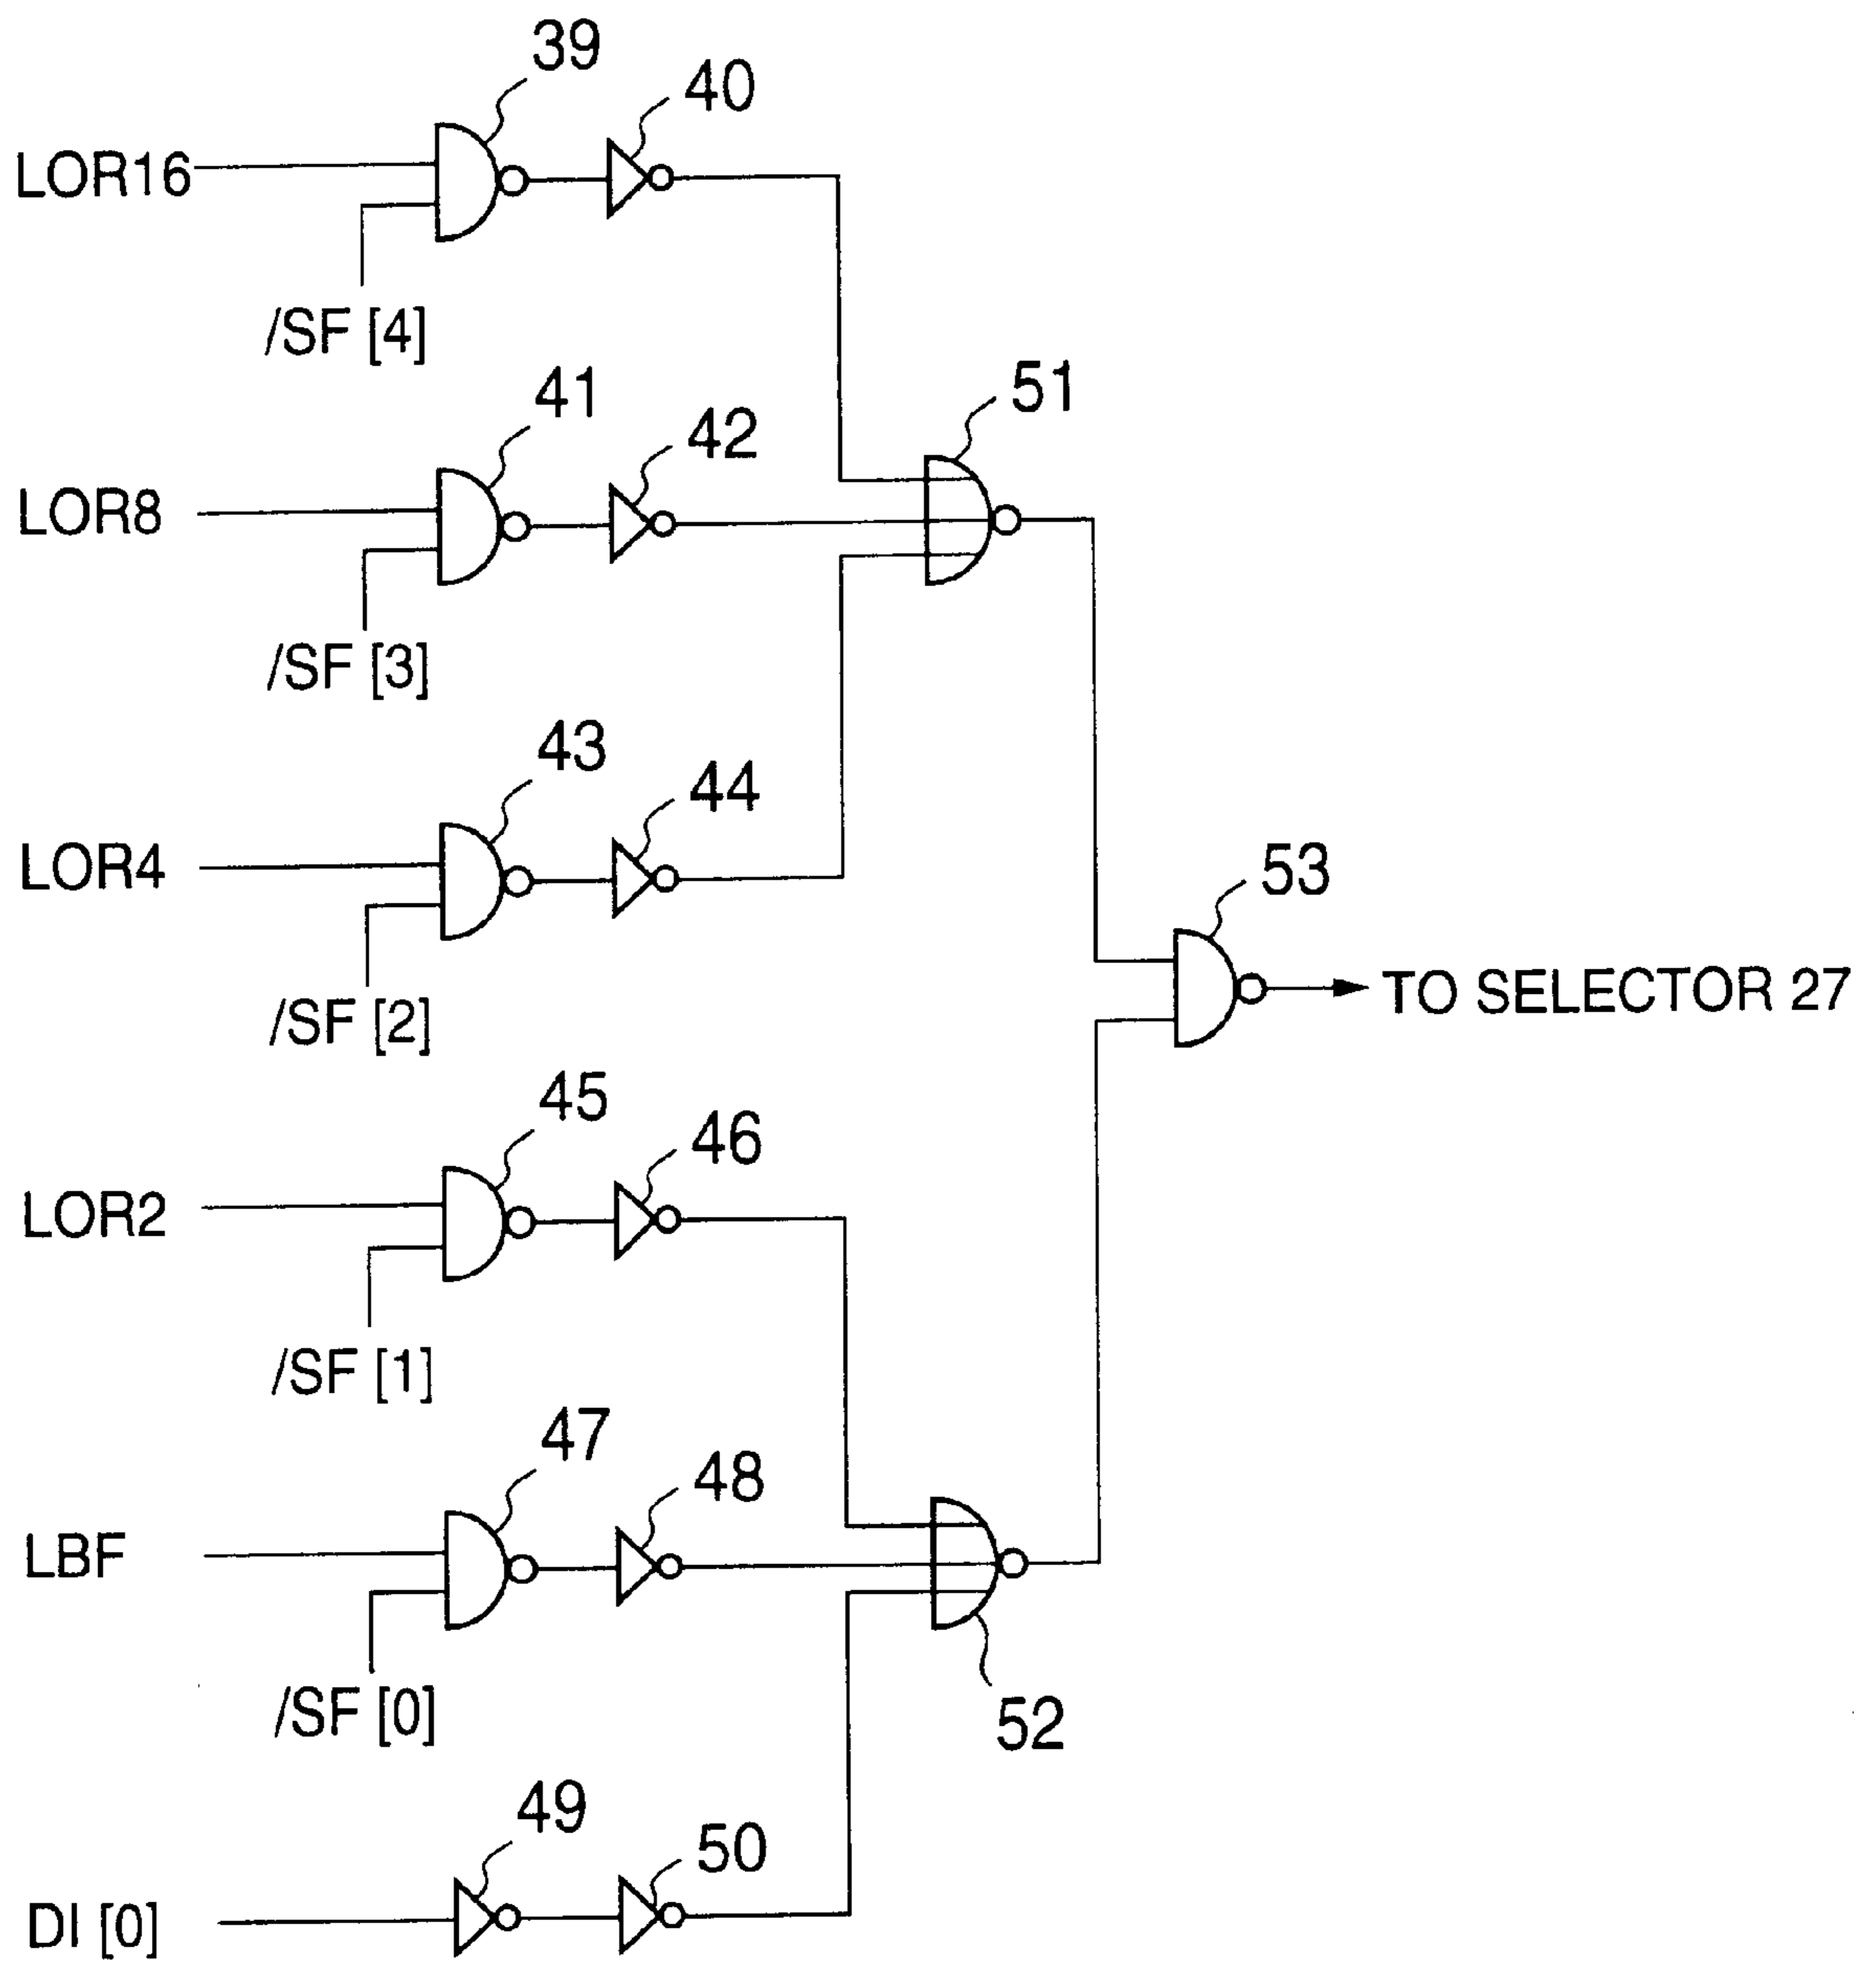 39
40
LOR16
/SF [4]
41
42
51
LOR8
/SF [3]
43
44
LOR4
53
/SF [2]
TO SELECTOR 27
45
46
LOR2
/SF [1]
47
48
LBF
/SF [0]
52
49
50
DI [0]